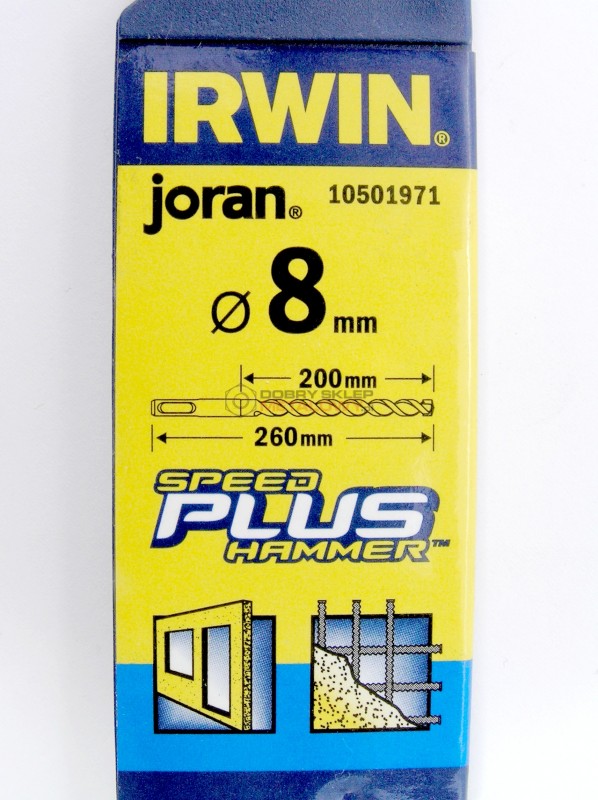 IRWIN®
joran® 10501971
ø 8 mm
200mm
DOBRY SKLEP
260mm
SPEED
PLUS
HAMMER™